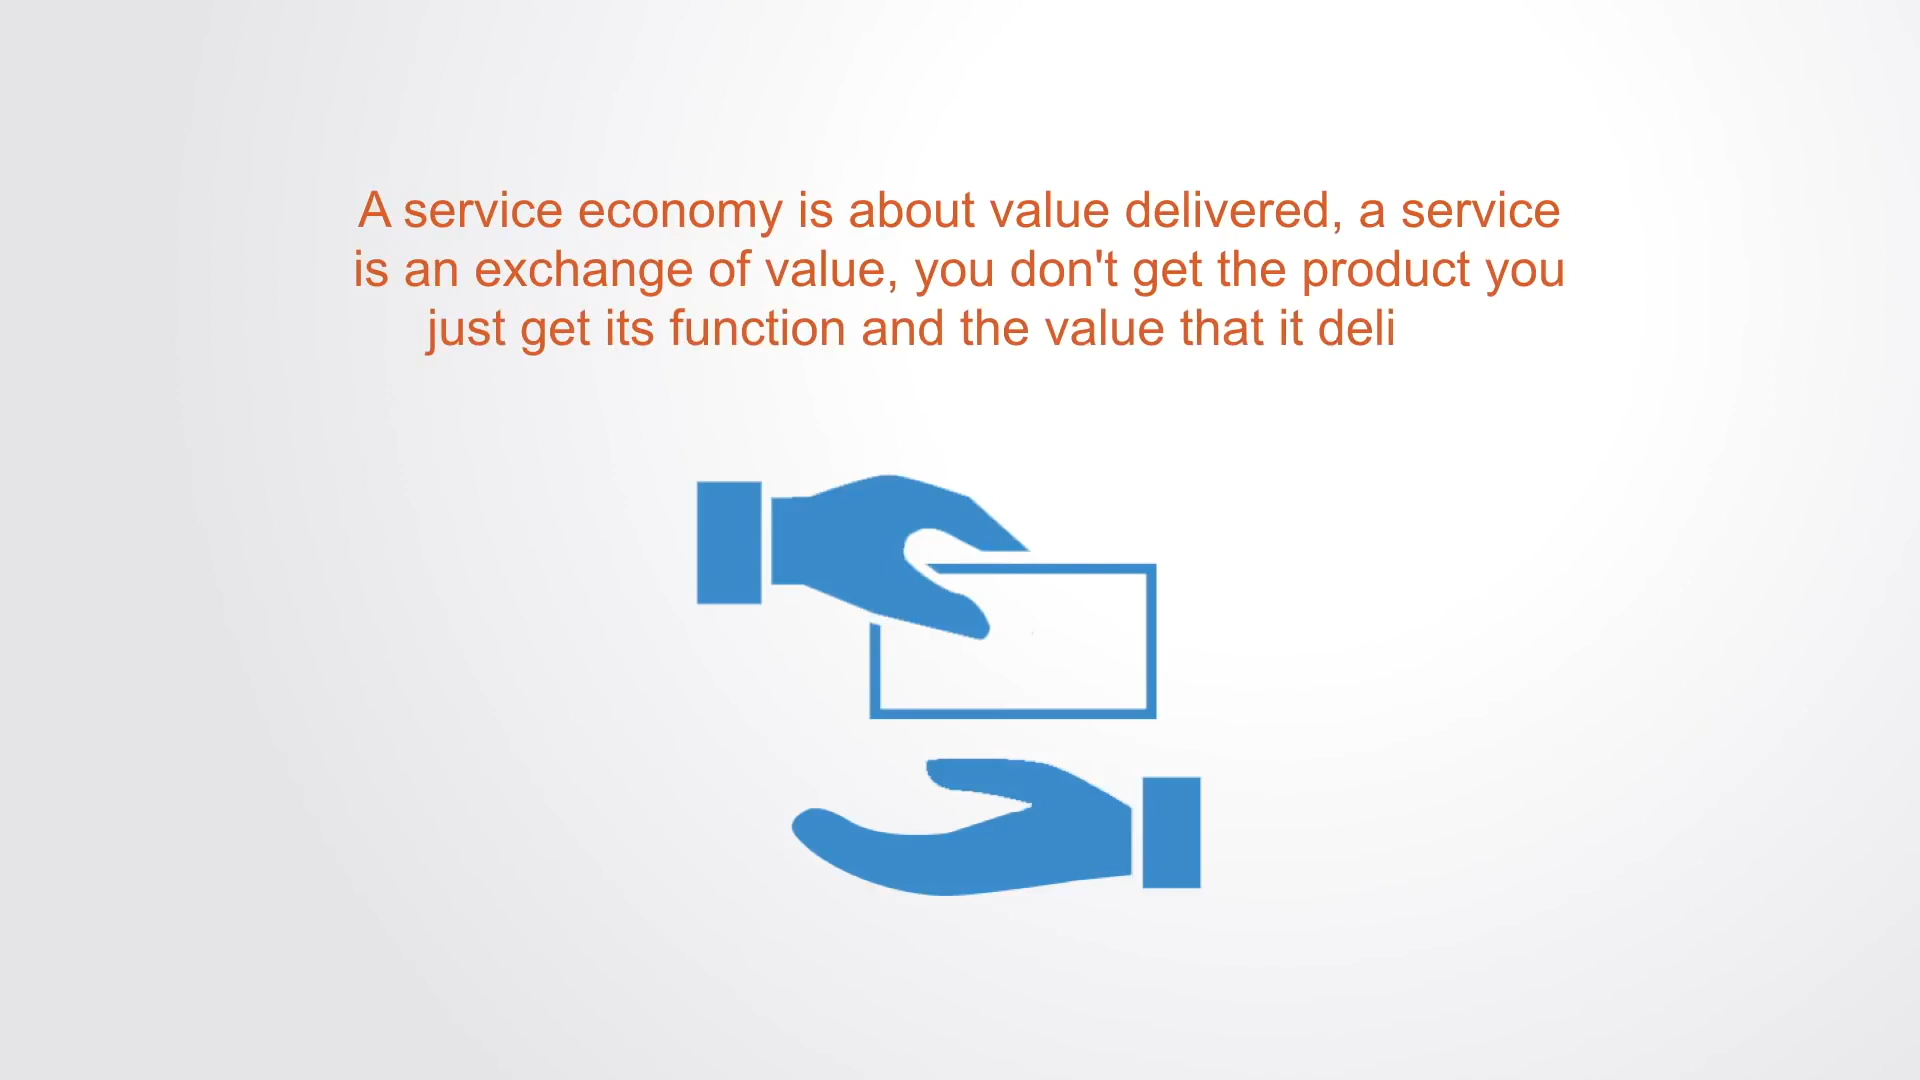 A service economy is about value delivered, a service
is an exchange of value, you don't get the product you
just get its function and the value that it deli